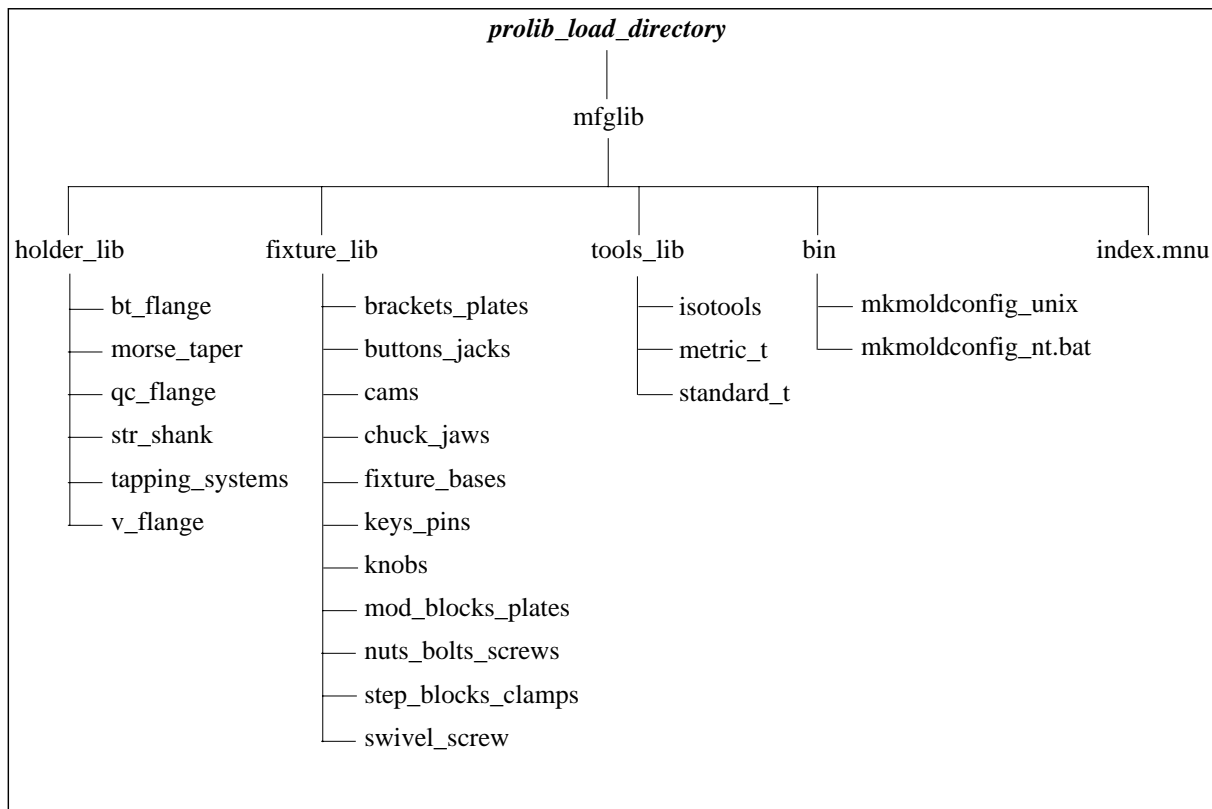 prolib_load_directory
mfglib
holder_lib
bt_flange
morse_taper
qc_flange
str_shank
tapping_systems
v_flange
fixture_lib
brackets_plates
buttons_jacks
cams
chuck_jaws
fixture_bases
keys_pins
knobs
mod_blocks_plates
nuts_bolts_screws
step_blocks_clamps
swivel_screw
tools_lib
isotools
metric_t
standard_t
bin
mkmoldconfig_unix
mkmoldconfig_nt.bat
index.mnu